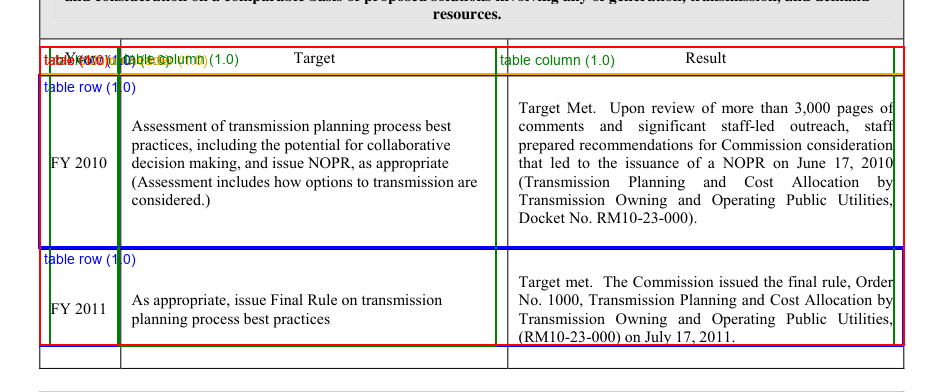 resources.
Target
Result
table column (1.0)
table column (1.0)
table row (1.0)
FY 2010
Assessment of transmission planning process best
practices, including the potential for collaborative
decision making, and issue NOPR, as appropriate
(Assessment includes how options to transmission are
considered.)
Target Met. Upon review of more than 3,000 pages of
comments and significant staff-led outreach, staff
prepared recommendations for Commission consideration
that led to the issuance of a NOPR on June 17, 2010
(Transmission Planning and Cost Allocation by
Transmission Owning and Operating Public Utilities,
Docket No. RM10-23-000).
table row (1.0)
FY 2011
As appropriate, issue Final Rule on transmission
planning process best practices
Target met. The Commission issued the final rule, Order
No. 1000, Transmission Planning and Cost Allocation by
Transmission Owning and Operating Public Utilities,
(RM10-23-000) on July 17, 2011.